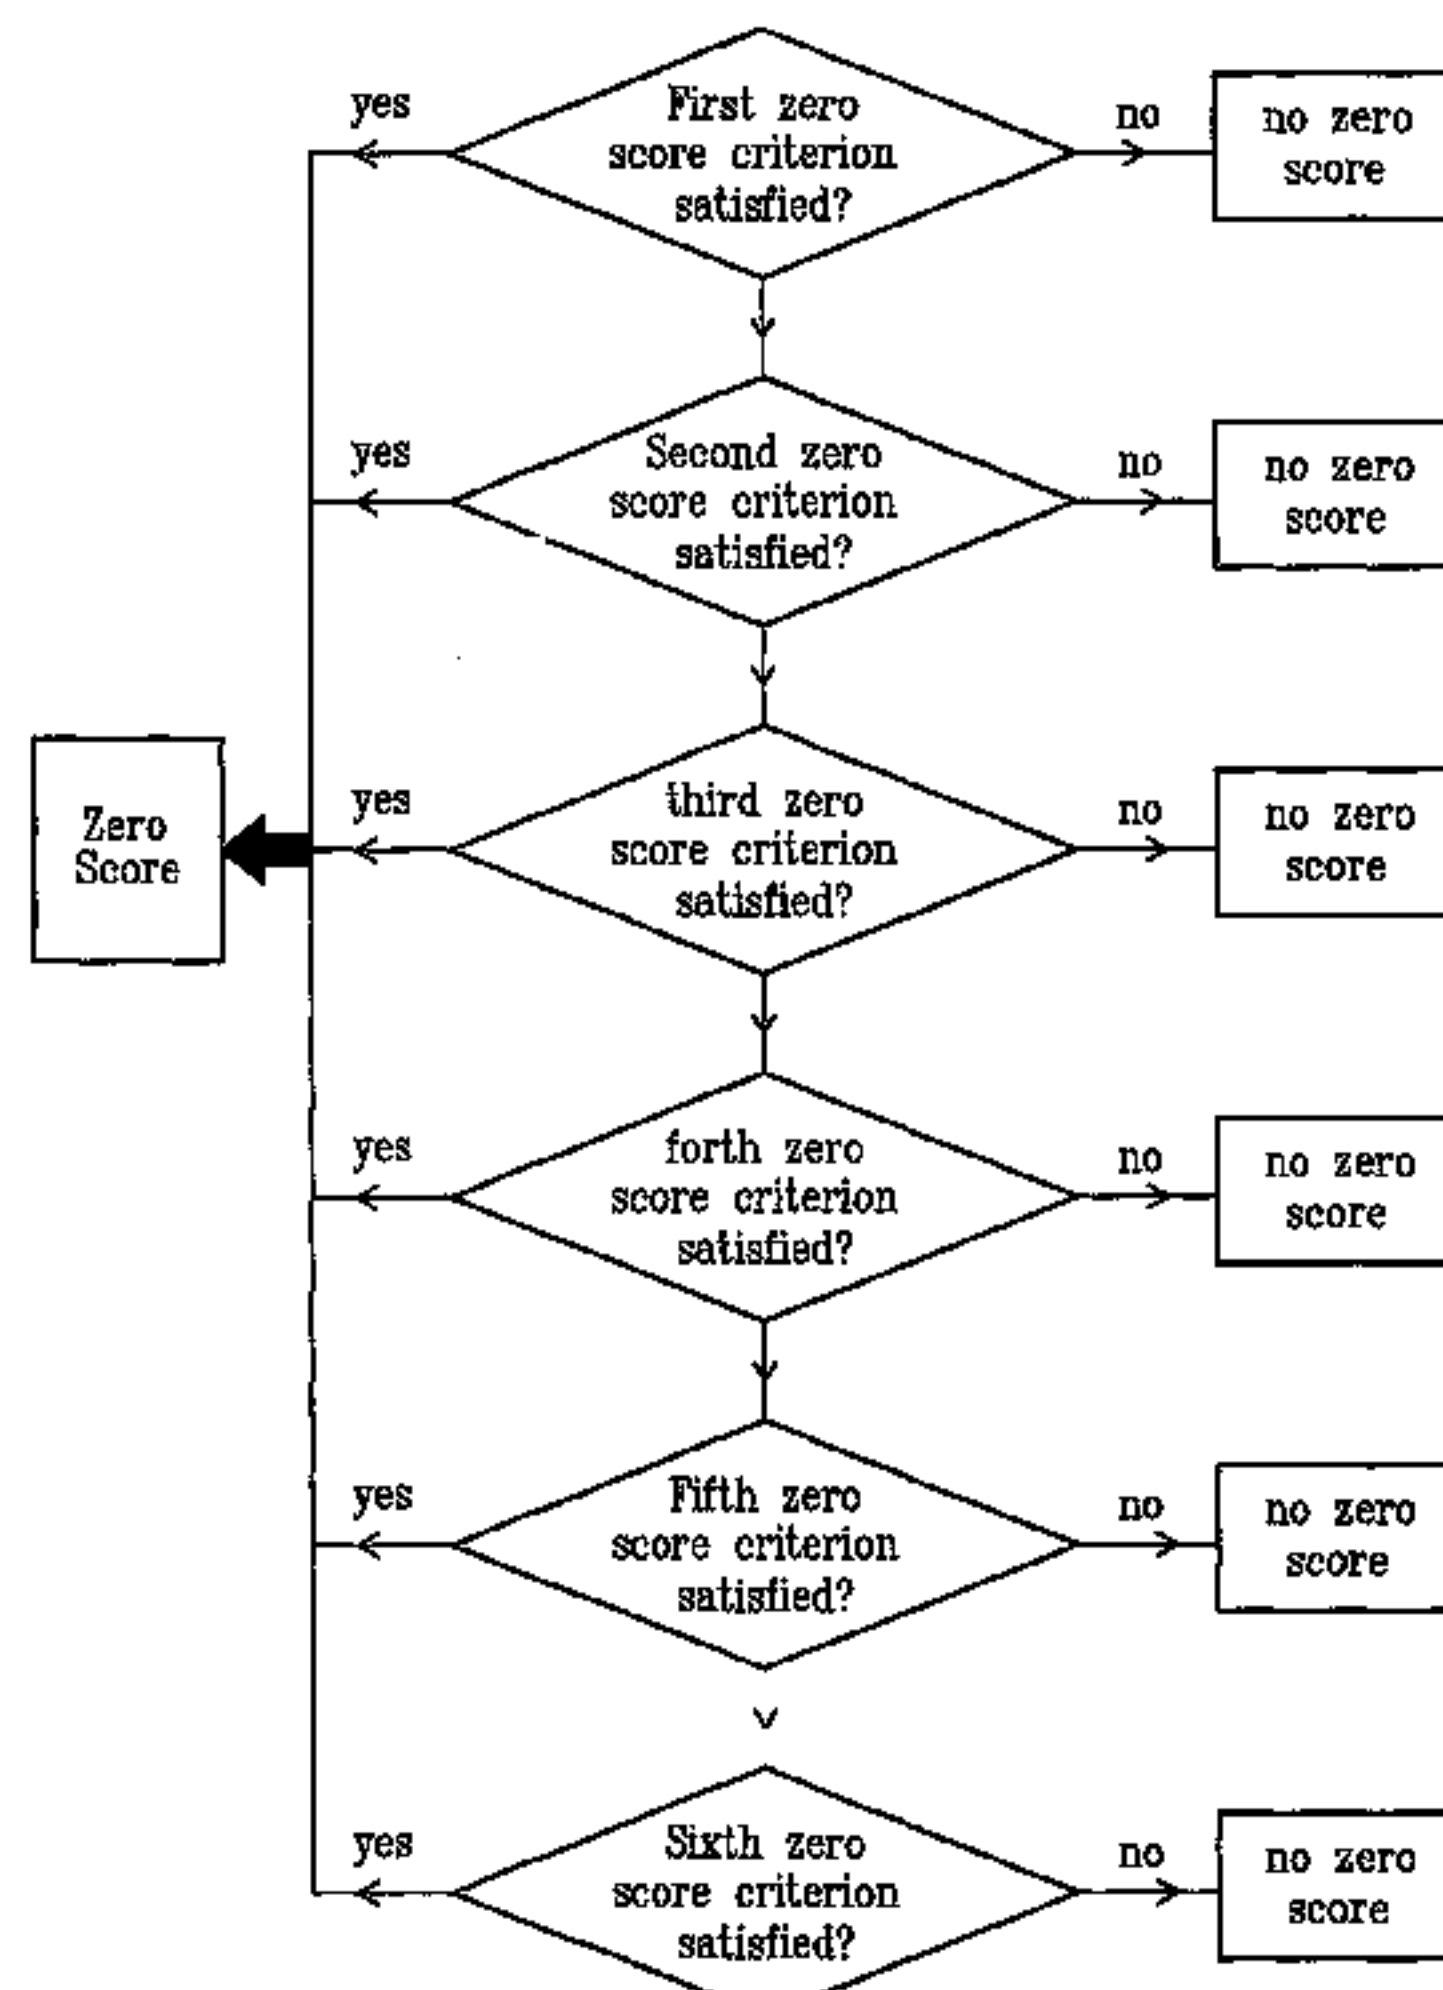 yes
First zero
score criterion
satisfied?
no
no zero
score
yes
Second zero
score criterion
satisfied?
no
no zero
score
Zero
Score
yes
third zero
score criterion
satisfied?
no
no zero
score
yes
forth zero
score criterion
satisfied?
no
no zero
score
yes
Fifth zero
score criterion
satisfied?
no
no zero
score
yes
Sixth zero
score criterion
satisfied?
no
no zero
score